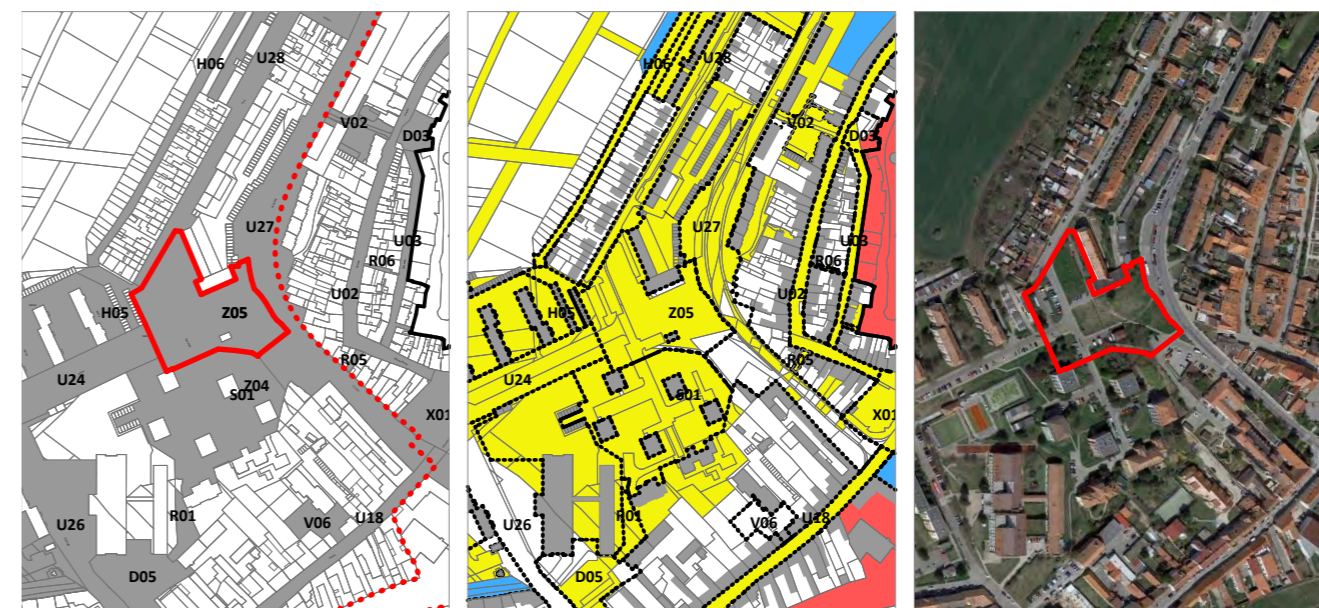 H06
U28
V02
D03
U27
U03
R06
U02
H05
Z05
R05
U24
Z04
S01
X01
R01
U26
V06
U18
D05
H06
U28
V02
D03
U27
U03
R06
U02
H05
Z05
R05
U24
S01
X01
R01
U26
V06
U18
D05